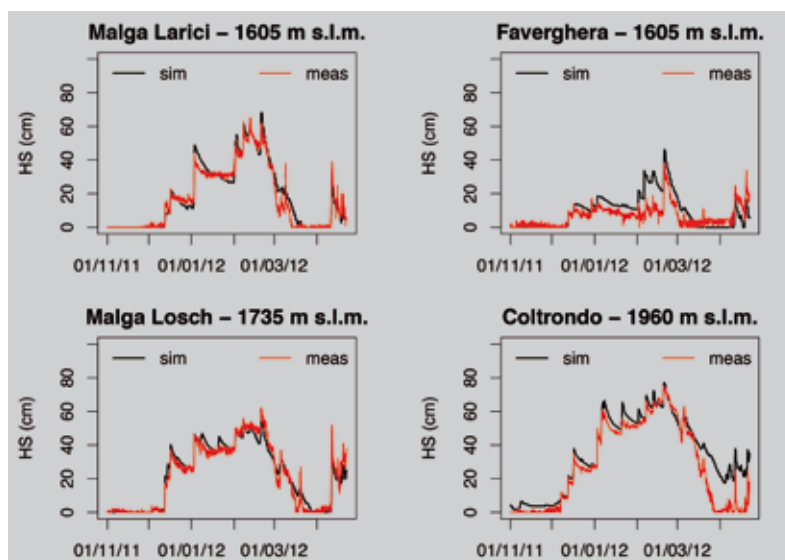 Malga Larici – 1605 m s.l.m.
sim meas
HS (cm)
80
60
40
20
0
01/11/11 01/01/12 01/03/12
Faverghera – 1605 m s.l.m.
sim meas
HS (cm)
80
60
40
20
0
01/11/11 01/01/12 01/03/12
Malga Losch – 1735 m s.l.m.
sim meas
HS (cm)
80
60
40
20
0
01/11/11 01/01/12 01/03/12
Coltrondo – 1960 m s.l.m.
sim meas
HS (cm)
80
60
40
20
0
01/11/11 01/01/12 01/03/12